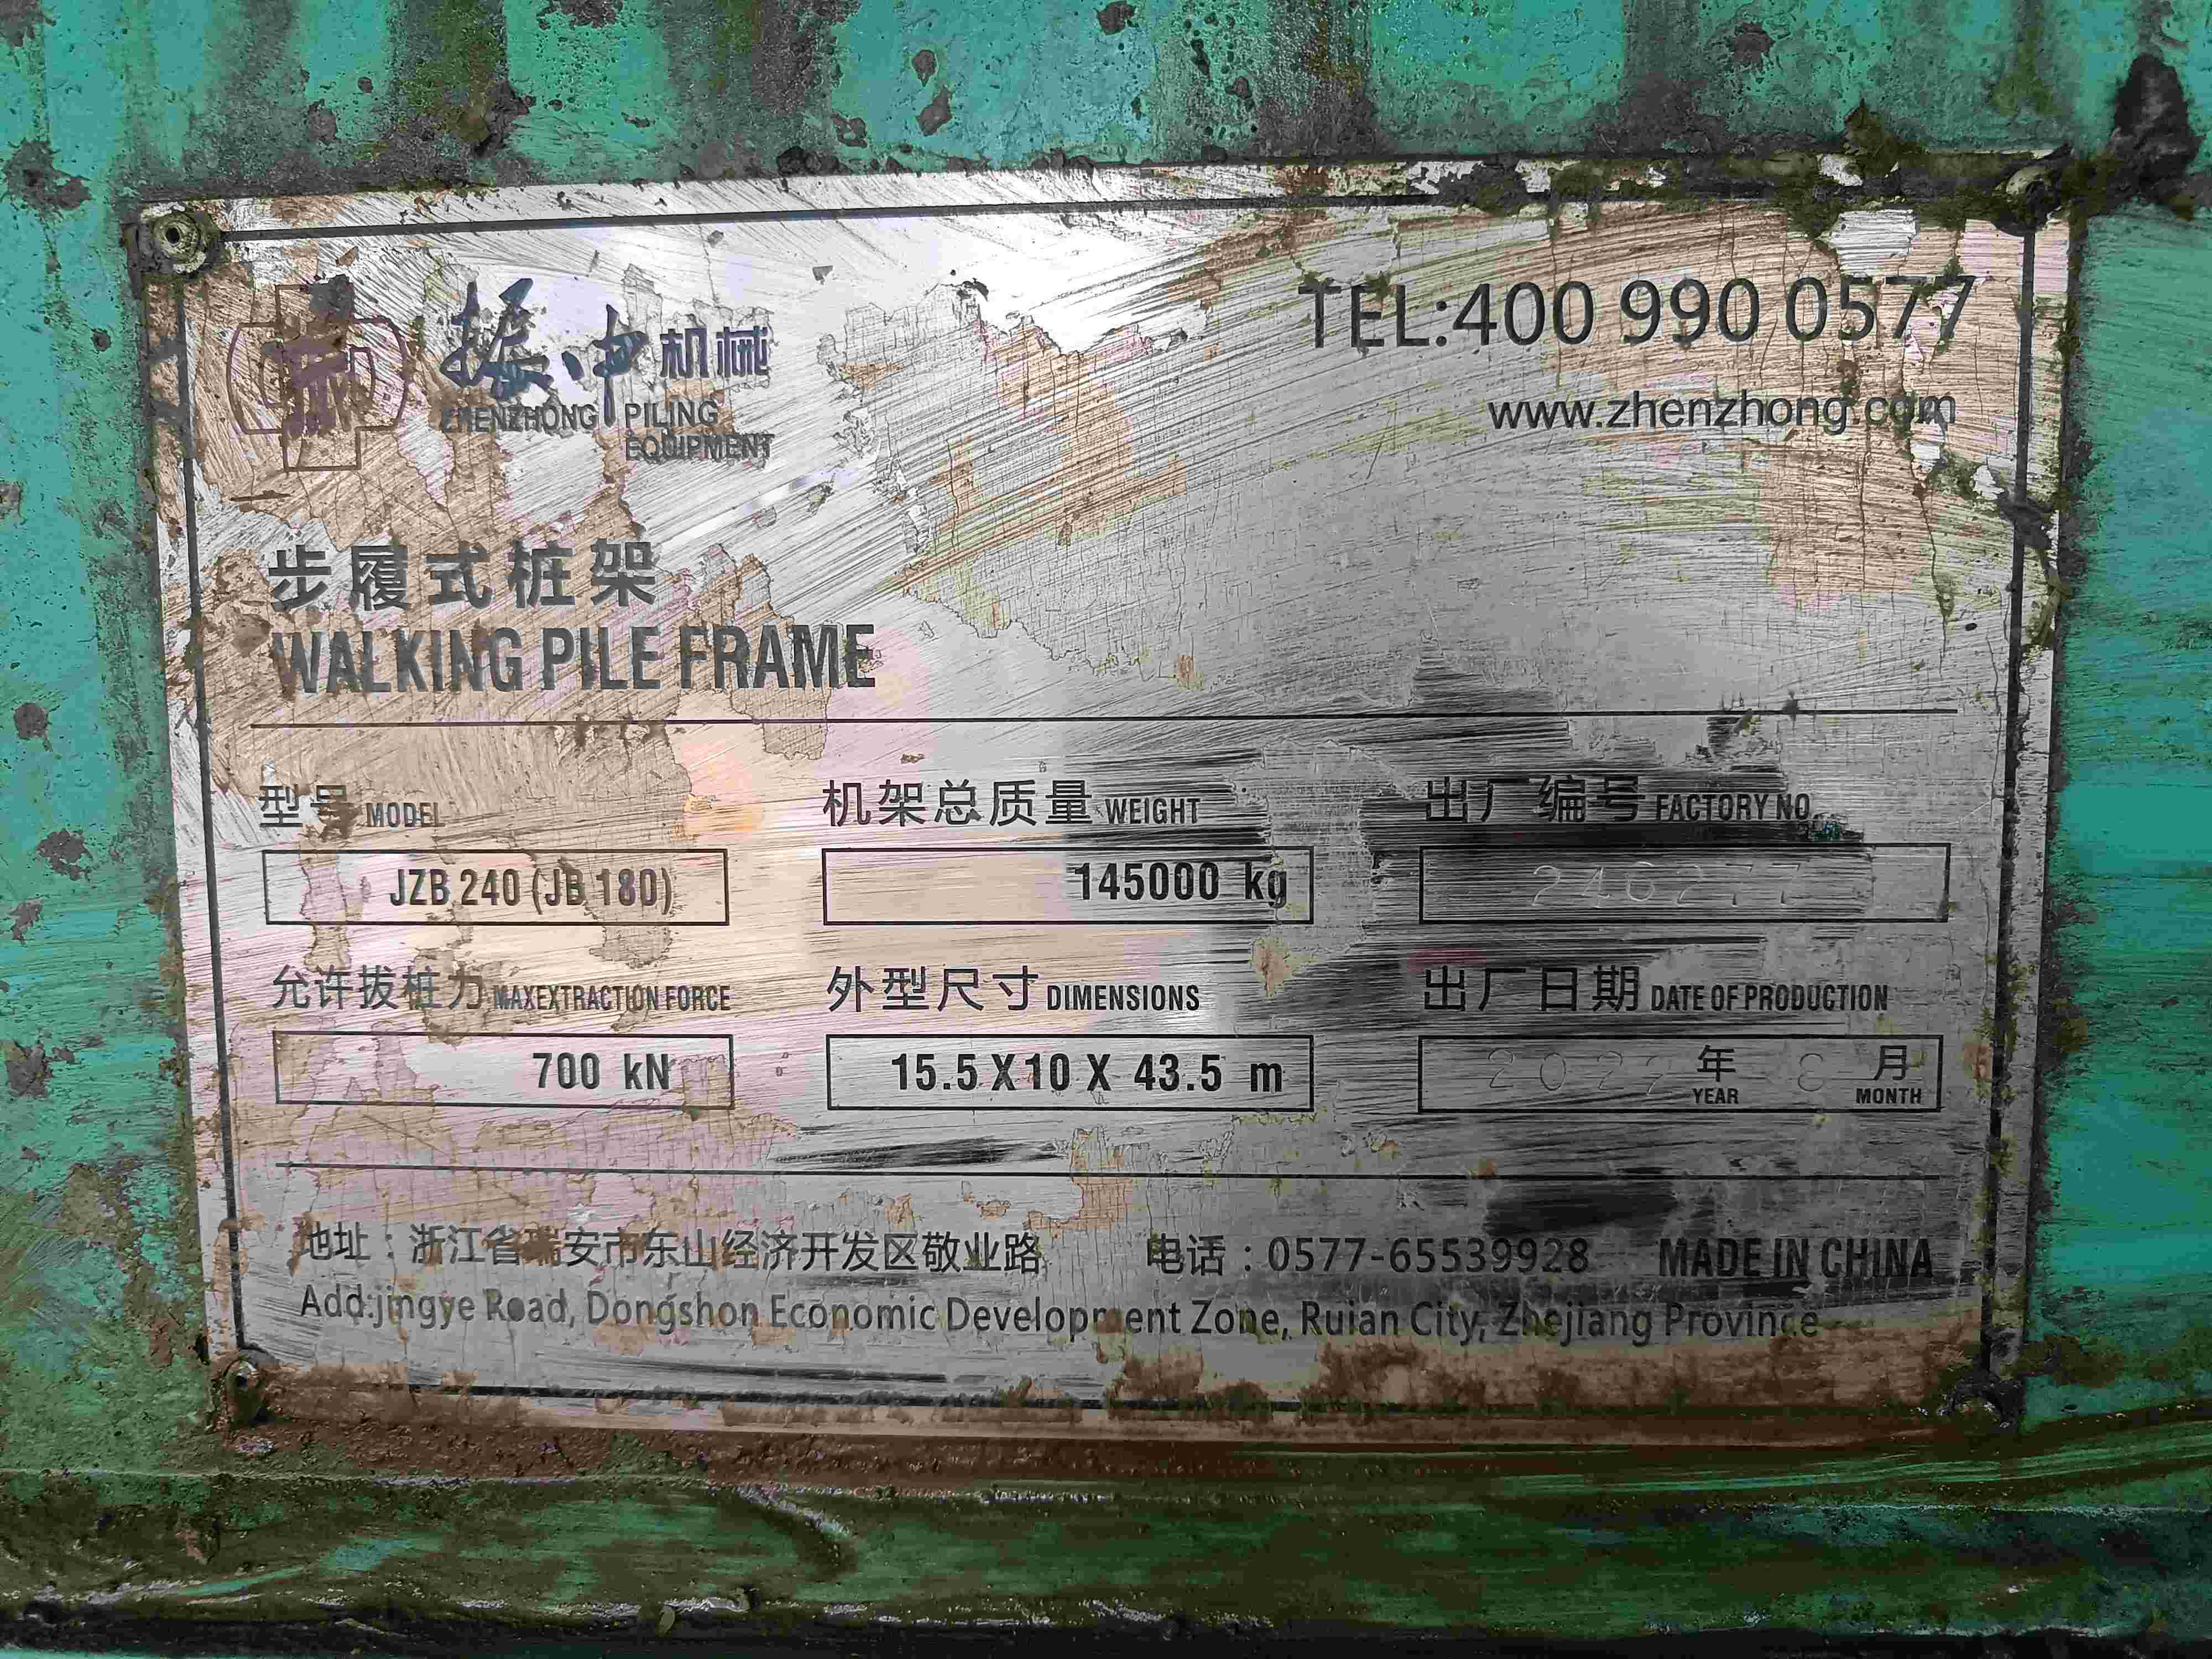 振中机械
TEL:400 990 0577
ZHENZHONG PILING
EQUIPMENT
www.zhenzhong.com
步履式桩架
WALKING PILE FRAME
型号 MODEL 机架总质量 WEIGHT 出厂编号 FACTORY NO.
JZB 240 (JB 180) 145000 kg
允许拔桩力 MAXEXTRACTION FORCE 外型尺寸 DIMENSIONS 出厂日期 DATE OF PRODUCTION
700 kN 15.5 X 10 X 43.5 m 年 YEAR 月 MONTH
地址：浙江省瑞安市东山经济开发区敬业路 电话：0577-65539928 MADE IN CHINA
Add:jingye Road, Dongshon Economic Development Zone, Ruian City, Zhejiang Province